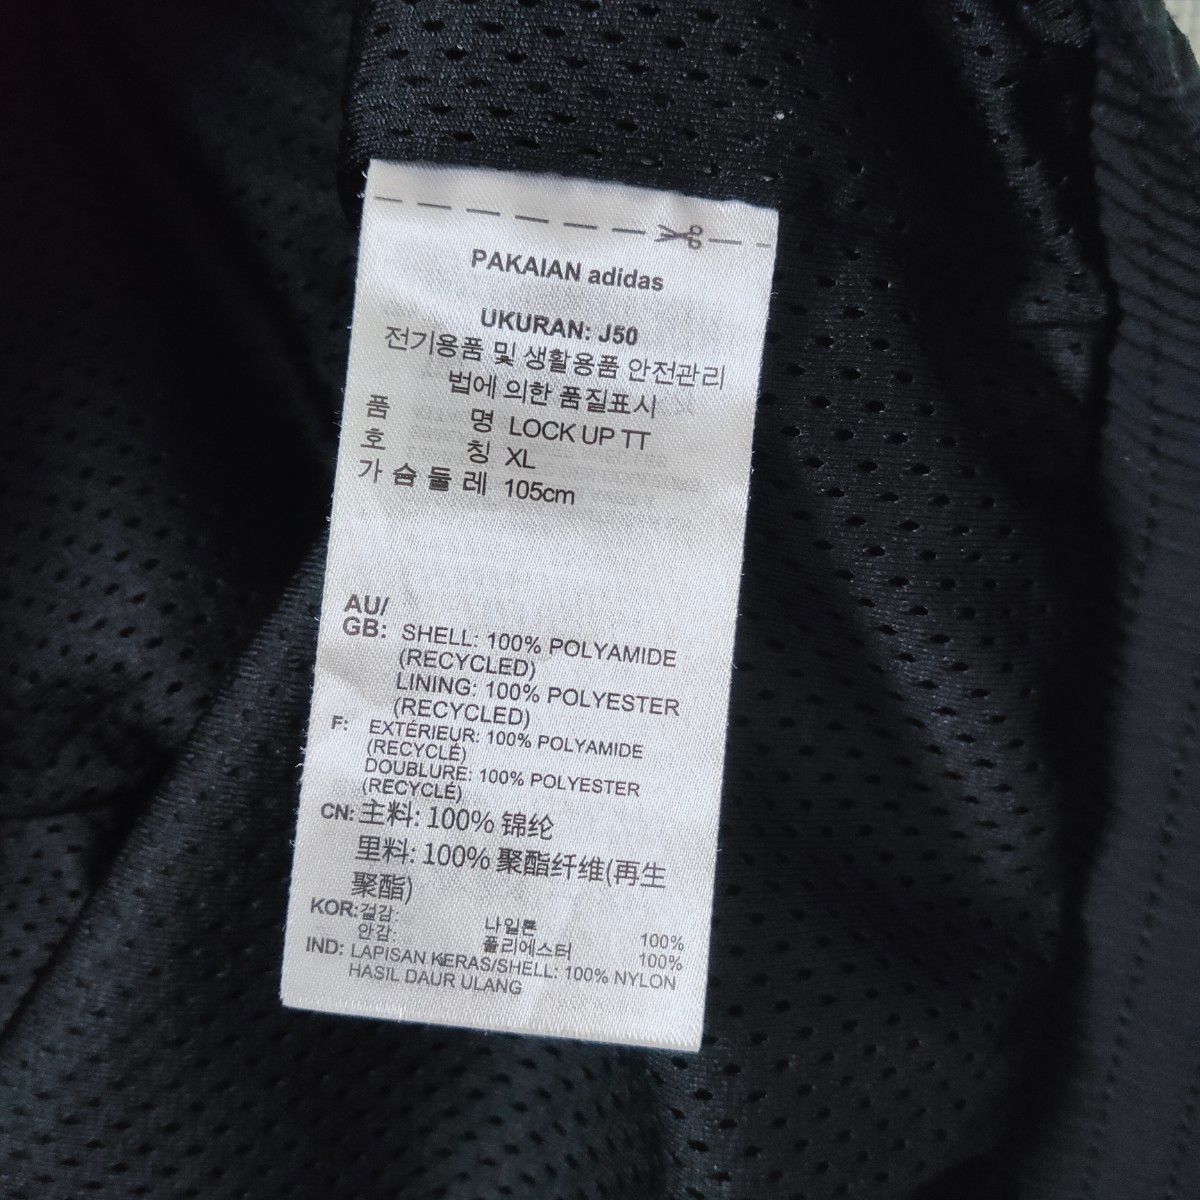 PAKAIAN adidas
UKURAN: J50
전기용품 및 생활용품 안전관리
법에 의한 품질표시
품 명 LOCK UP TT
호 칭 XL
가 슴 둘 레 105cm
AU/
GB: SHELL: 100% POLYAMIDE
(RECYCLED)
LINING: 100% POLYESTER
(RECYCLED)
F: EXTÉRIEUR: 100% POLYAMIDE
(RECYCLÉ)
DOUBLURE: 100% POLYESTER
(RECYCLÉ)
CN: 主料: 100% 锦纶
里料: 100% 聚酯纤维(再生
聚酯)
KOR: 겉감: 나일론 100%
안감: 폴리에스터 100%
IND: LAPISAN KERAS/SHELL: 100% NYLON
HASIL DAUR ULANG